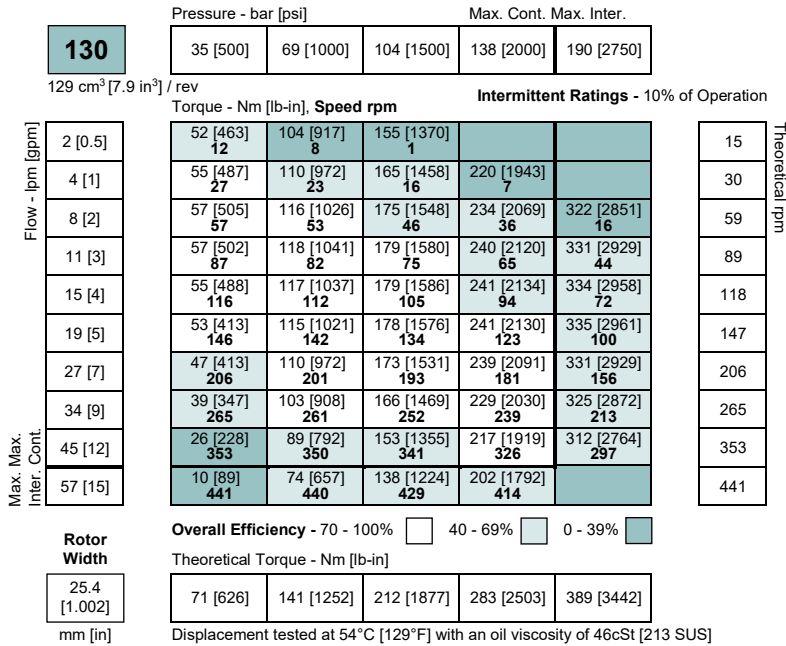 Pressure - bar [psi] Max. Cont. Max. Inter.
130 35 [500] 69 [1000] 104 [1500] 138 [2000] 190 [2750]
129 cm³ [7.9 in³] / rev
Intermittent Ratings - 10% of Operation
Torque - Nm [lb-in], Speed rpm
Flow - lpm [gpm]
Theoretical rpm
2 [0.5] 52 [463] 104 [917] 155 [1370] 15
12 8 1
4 [1] 55 [487] 110 [972] 165 [1458] 220 [1943] 30
27 23 16 7
8 [2] 57 [505] 116 [1026] 175 [1548] 234 [2069] 322 [2851] 59
57 53 46 36 16
11 [3] 57 [502] 118 [1041] 179 [1580] 240 [2120] 331 [2929] 89
87 82 75 65 44
15 [4] 55 [488] 117 [1037] 179 [1586] 241 [2134] 334 [2958] 118
116 112 105 94 72
19 [5] 53 [413] 115 [1021] 178 [1576] 241 [2130] 335 [2961] 147
146 142 134 123 100
27 [7] 47 [413] 110 [972] 173 [1531] 239 [2091] 331 [2929] 206
206 201 193 181 156
34 [9] 39 [347] 103 [908] 166 [1469] 229 [2030] 325 [2872] 265
265 261 252 239 213
Max. Max.
Inter. Cont.
45 [12] 26 [228] 89 [792] 153 [1355] 217 [1919] 312 [2764] 353
353 350 341 326 297
57 [15] 10 [89] 74 [657] 138 [1224] 202 [1792] 441
441 440 429 414
Overall Efficiency - 70 - 100% 40 - 69% 0 - 39%
Rotor
Width
Theoretical Torque - Nm [lb-in]
25.4
[1.002]
71 [626] 141 [1252] 212 [1877] 283 [2503] 389 [3442]
mm [in] Displacement tested at 54°C [129°F] with an oil viscosity of 46cSt [213 SUS]